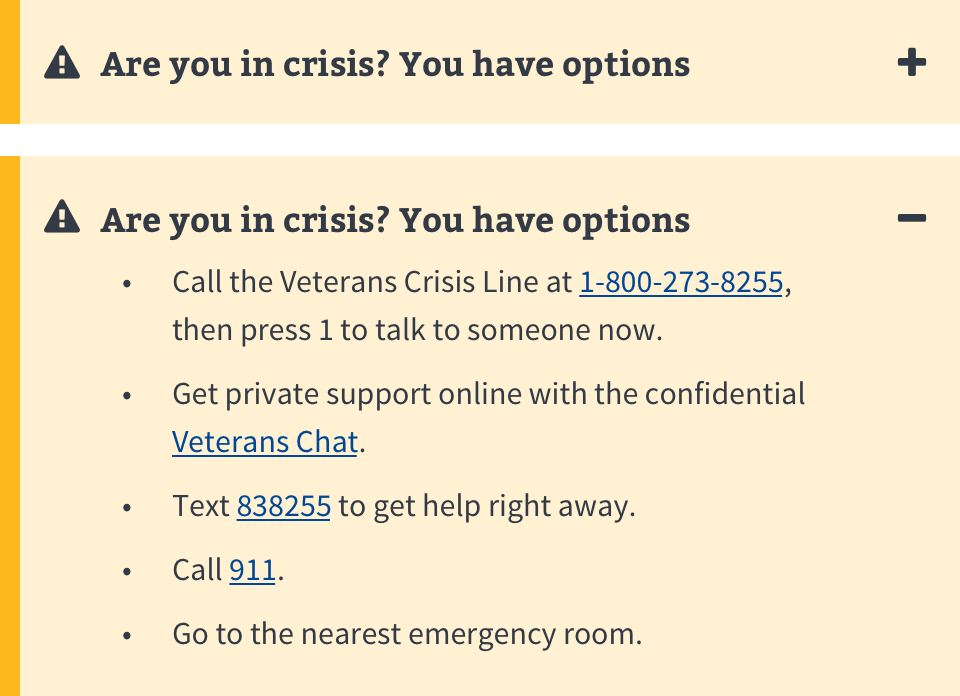 Are you in crisis? You have options
Are you in crisis? You have options
• Call the Veterans Crisis Line at 1-800-273-8255,
then press 1 to talk to someone now.
• Get private support online with the confidential
Veterans Chat.
• Text 838255 to get help right away.
• Call 911.
• Go to the nearest emergency room.